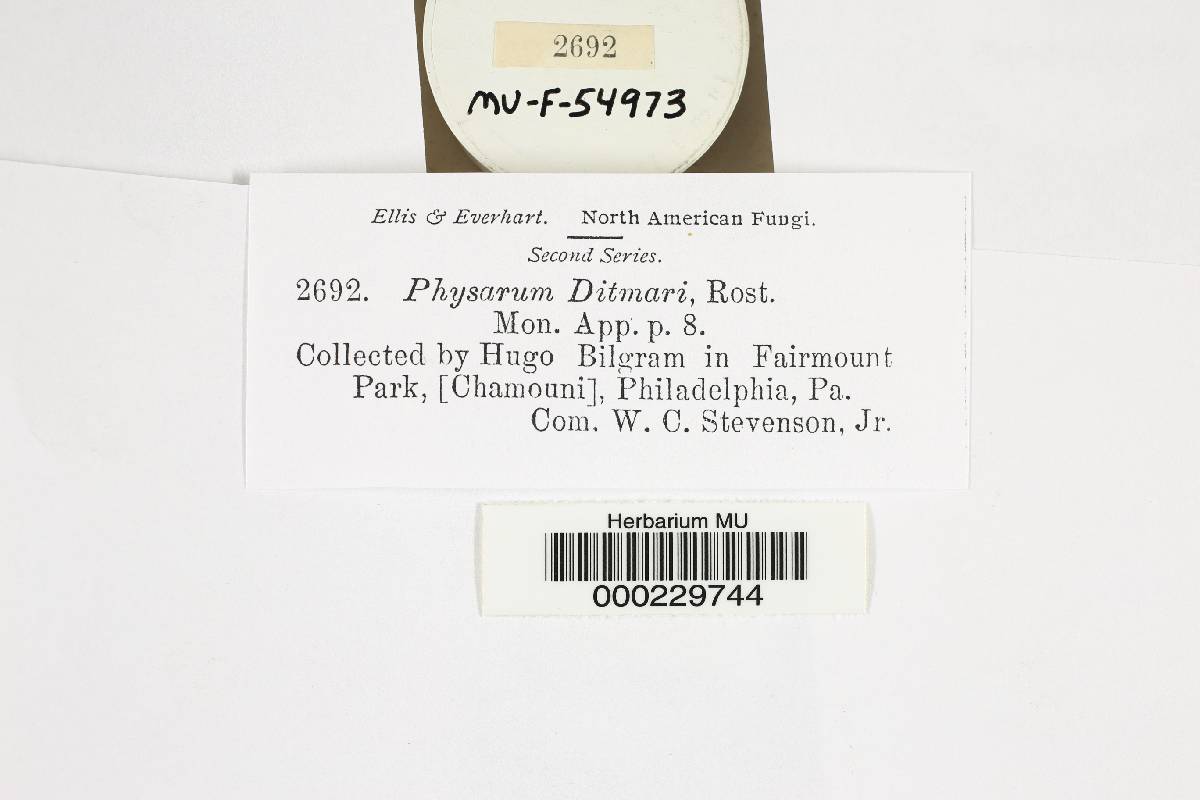 2692
MU-F-54973
Ellis & Everhart. North American Fungi.
Second Series.
2692. Physarum Ditmari, Rost.
Mon. App. p. 8.
Collected by Hugo Bilgram in Fairmount
Park, [Chamouni], Philadelphia, Pa.
Com. W. C. Stevenson, Jr.
Herbarium MU
000229744